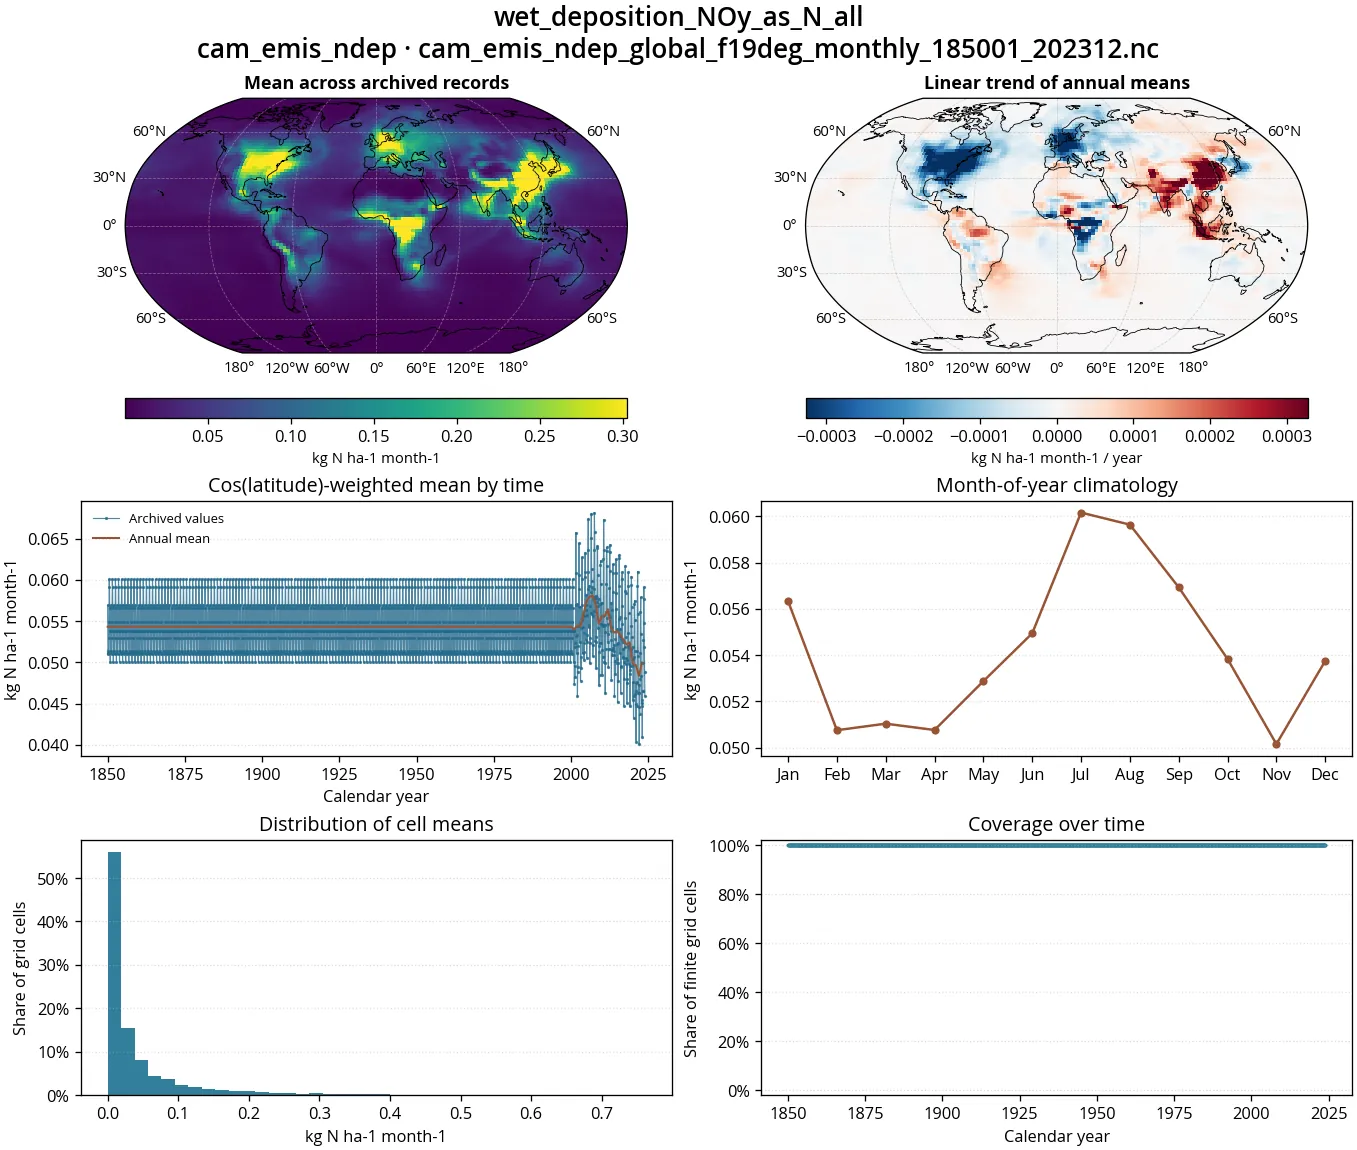 wet_deposition_NOy_as_N_all
cam_emis_ndep · cam_emis_ndep_global_f19deg_monthly_185001_202312.nc
Mean across archived records
60°N 60°N
30°N 30°N
0° 0°
30°S 30°S
60°S 60°S
180° 120°W 60°W 0° 60°E 120°E 180°
0.05 0.10 0.15 0.20 0.25 0.30
kg N ha-1 month-1
Linear trend of annual means
60°N 60°N
30°N 30°N
0° 0°
30°S 30°S
60°S 60°S
180° 120°W 60°W 0° 60°E 120°E 180°
−0.0003 −0.0002 −0.0001 0.0000 0.0001 0.0002 0.0003
kg N ha-1 month-1 / year
Cos(latitude)-weighted mean by time
Archived values
Annual mean
kg N ha-1 month-1
0.065
0.060
0.055
0.050
0.045
0.040
1850 1875 1900 1925 1950 1975 2000 2025
Calendar year
Month-of-year climatology
kg N ha-1 month-1
0.060
0.058
0.056
0.054
0.052
0.050
Jan Feb Mar Apr May Jun Jul Aug Sep Oct Nov Dec
Distribution of cell means
Share of grid cells
50%
40%
30%
20%
10%
0%
0.0 0.1 0.2 0.3 0.4 0.5 0.6 0.7
kg N ha-1 month-1
Coverage over time
Share of finite grid cells
100%
80%
60%
40%
20%
0%
1850 1875 1900 1925 1950 1975 2000 2025
Calendar year